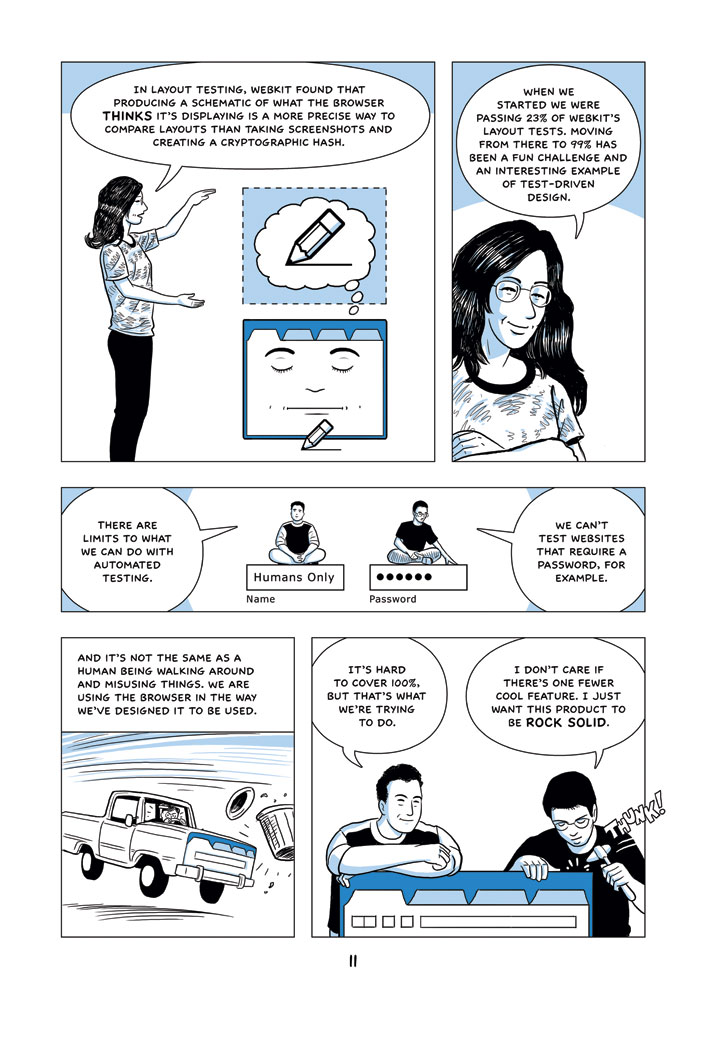 IN LAYOUT TESTING, WEBKIT FOUND THAT
PRODUCING A SCHEMATIC OF WHAT THE BROWSER
THINKS IT'S DISPLAYING IS A MORE PRECISE WAY TO
COMPARE LAYOUTS THAN TAKING SCREENSHOTS AND
CREATING A CRYPTOGRAPHIC HASH.
WHEN WE
STARTED WE WERE
PASSING 23% OF WEBKIT'S
LAYOUT TESTS. MOVING
FROM THERE TO 99% HAS
BEEN A FUN CHALLENGE AND
AN INTERESTING EXAMPLE
OF TEST-DRIVEN
DESIGN.
THERE ARE
LIMITS TO WHAT
WE CAN DO WITH
AUTOMATED
TESTING.
Humans Only
Name
Password
WE CAN'T
TEST WEBSITES
THAT REQUIRE A
PASSWORD, FOR
EXAMPLE.
AND IT'S NOT THE SAME AS A
HUMAN BEING WALKING AROUND
AND MISUSING THINGS. WE ARE
USING THE BROWSER IN THE WAY
WE'VE DESIGNED IT TO BE USED.
IT'S HARD
TO COVER 100%,
BUT THAT'S WHAT
WE'RE TRYING
TO DO.
I DON'T CARE IF
THERE'S ONE FEWER
COOL FEATURE. I JUST
WANT THIS PRODUCT TO
BE ROCK SOLID.
THUNK!
11